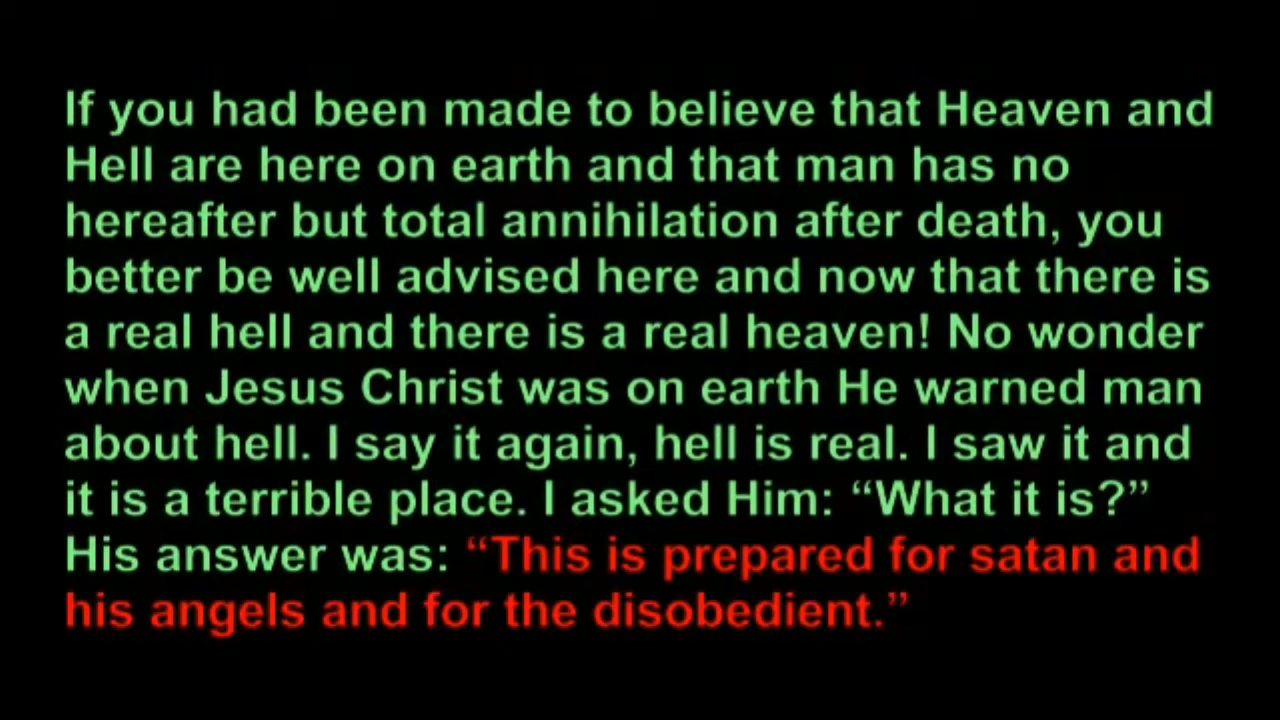 If you had been made to believe that Heaven and
Hell are here on earth and that man has no
hereafter but total annihilation after death, you
better be well advised here and now that there is
a real hell and there is a real heaven! No wonder
when Jesus Christ was on earth He warned man
about hell. I say it again, hell is real. I saw it and
it is a terrible place. I asked Him: “What it is?”
His answer was: “This is prepared for satan and
his angels and for the disobedient.”